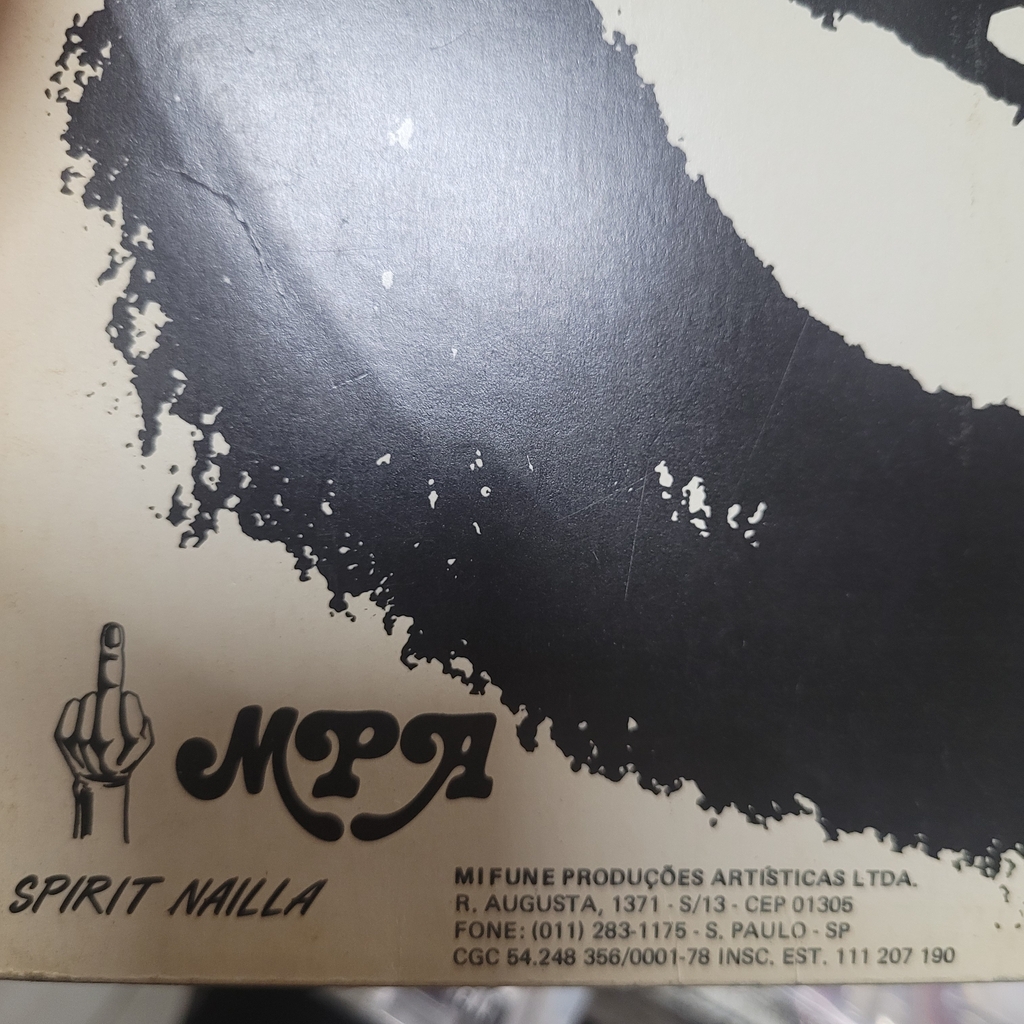 MPA
SPIRIT NAILLA
MIFUNE PRODUÇÕES ARTÍSTICAS LTDA.
R. AUGUSTA, 1371 - S/13 - CEP 01305
FONE: (011) 283-1175 - S. PAULO - SP
CGC 54.248 356/0001-78 INSC. EST. 111 207 190